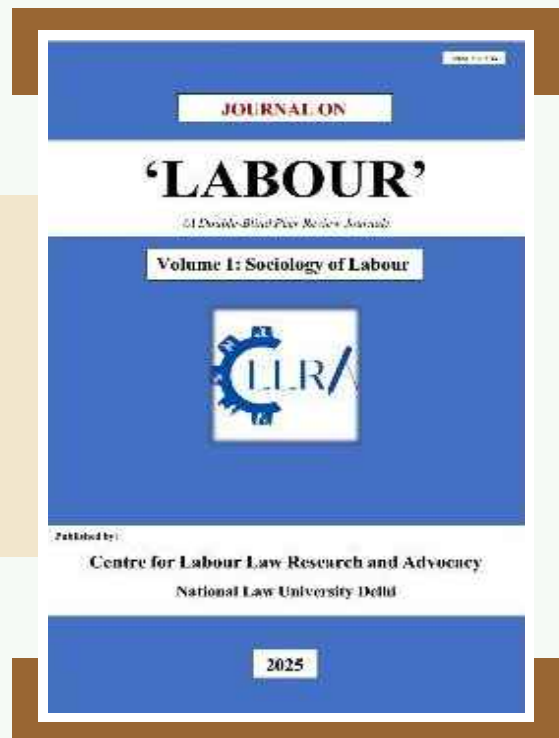 JOURNAL ON
‘LABOUR’
(A Double-Blind Peer Review Journal)
Volume 1: Sociology of Labour
CLLRA
Published by:
Centre for Labour Law Research and Advocacy
National Law University Delhi
2025